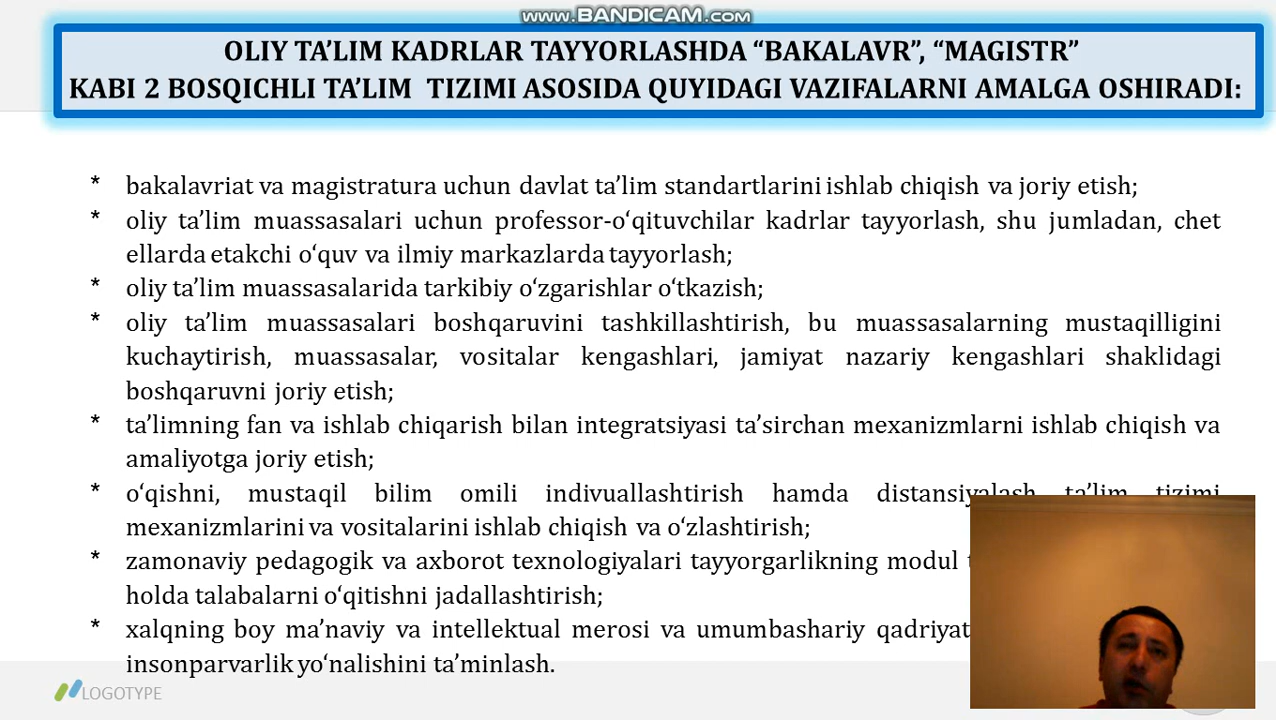 www.BANDICAM.com
OLIY TA’LIM KADRLAR TAYYORLASHDA “BAKALAVR”, “MAGISTR”
KABI 2 BOSQICHLI TA’LIM TIZIMI ASOSIDA QUYIDAGI VAZIFALARNI AMALGA OSHIRADI:
* bakalavriat va magistratura uchun davlat ta’lim standartlarini ishlab chiqish va joriy etish;
* oliy ta’lim muassasalari uchun professor-o‘qituvchilar kadrlar tayyorlash, shu jumladan, chet
ellarda etakchi o‘quv va ilmiy markazlarda tayyorlash;
* oliy ta’lim muassasalarida tarkibiy o‘zgarishlar o‘tkazish;
* oliy ta’lim muassasalari boshqaruvini tashkillashtirish, bu muassasalarning mustaqilligini
kuchaytirish, muassasalar, vositalar kengashlari, jamiyat nazariy kengashlari shaklidagi
boshqaruvni joriy etish;
* ta’limning fan va ishlab chiqarish bilan integratsiyasi ta’sirchan mexanizmlarni ishlab chiqish va
amaliyotga joriy etish;
* o‘qishni, mustaqil bilim omili indivuallashtirish hamda distansiyalash ta’lim tizimi
mexanizmlarini va vositalarini ishlab chiqish va o‘zlashtirish;
* zamonaviy pedagogik va axborot texnologiyalari tayyorgarlikning modul
holda talabalarni o‘qitishni jadallashtirish;
* xalqning boy ma’naviy va intellektual merosi va umumbashariy
insonparvarlik yo‘nalishini ta’minlash.
LOGOTYPE